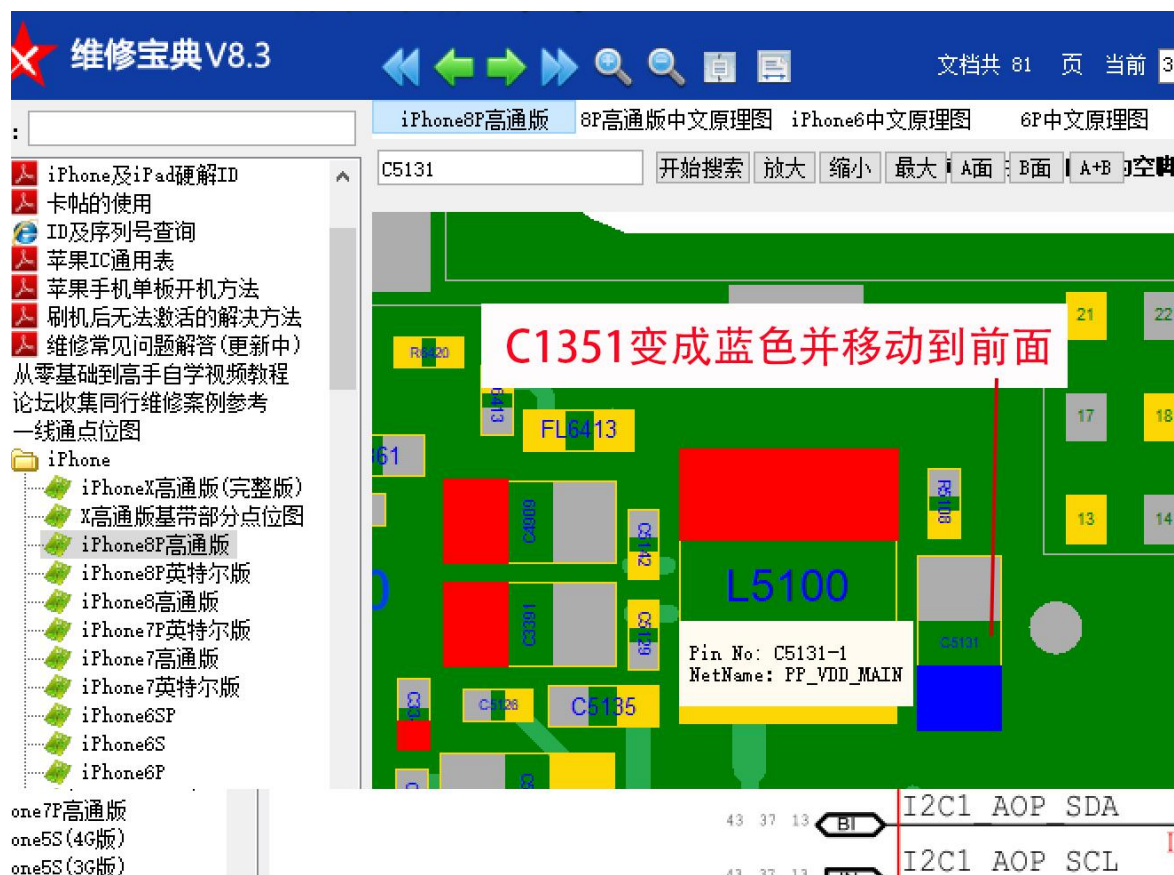 维修宝典V8.3
文档共 81 页 当前 3
:
iPhone8P高通版 8P高通版中文原理图 iPhone6中文原理图 6P中文原理图
C5131 开始搜索 放大 缩小 最大 A面 B面 A+B 空脚
iPhone及iPad硬解ID
卡帖的使用
ID及序列号查询
苹果IC通用表
苹果手机单板开机方法
刷机后无法激活的解决方法
维修常见问题解答(更新中)
从零基础到高手自学视频教程
论坛收集同行维修案例参考
一线通点位图
iPhone
iPhoneX高通版(完整版)
X高通版基带部分点位图
iPhone8P高通版
iPhone8P英特尔版
iPhone8高通版
iPhone7P英特尔版
iPhone7高通版
iPhone7英特尔版
iPhone6SP
iPhone6S
iPhone6P
one7P高通版
one5S(4G版)
one5S(3G版)
C1351变成蓝色并移动到前面
21 22
R6420
6413
FL6413
17 18
361
R5108
C3409
C5142
13 14
L5100
C3391
C5129
C5131
Pin No: C5131-1
NetName: PP_VDD_MAIN
C5126
C5135
43 37 13 BI I2C1_AOP_SDA
43 37 13 I2C1_AOP_SCL